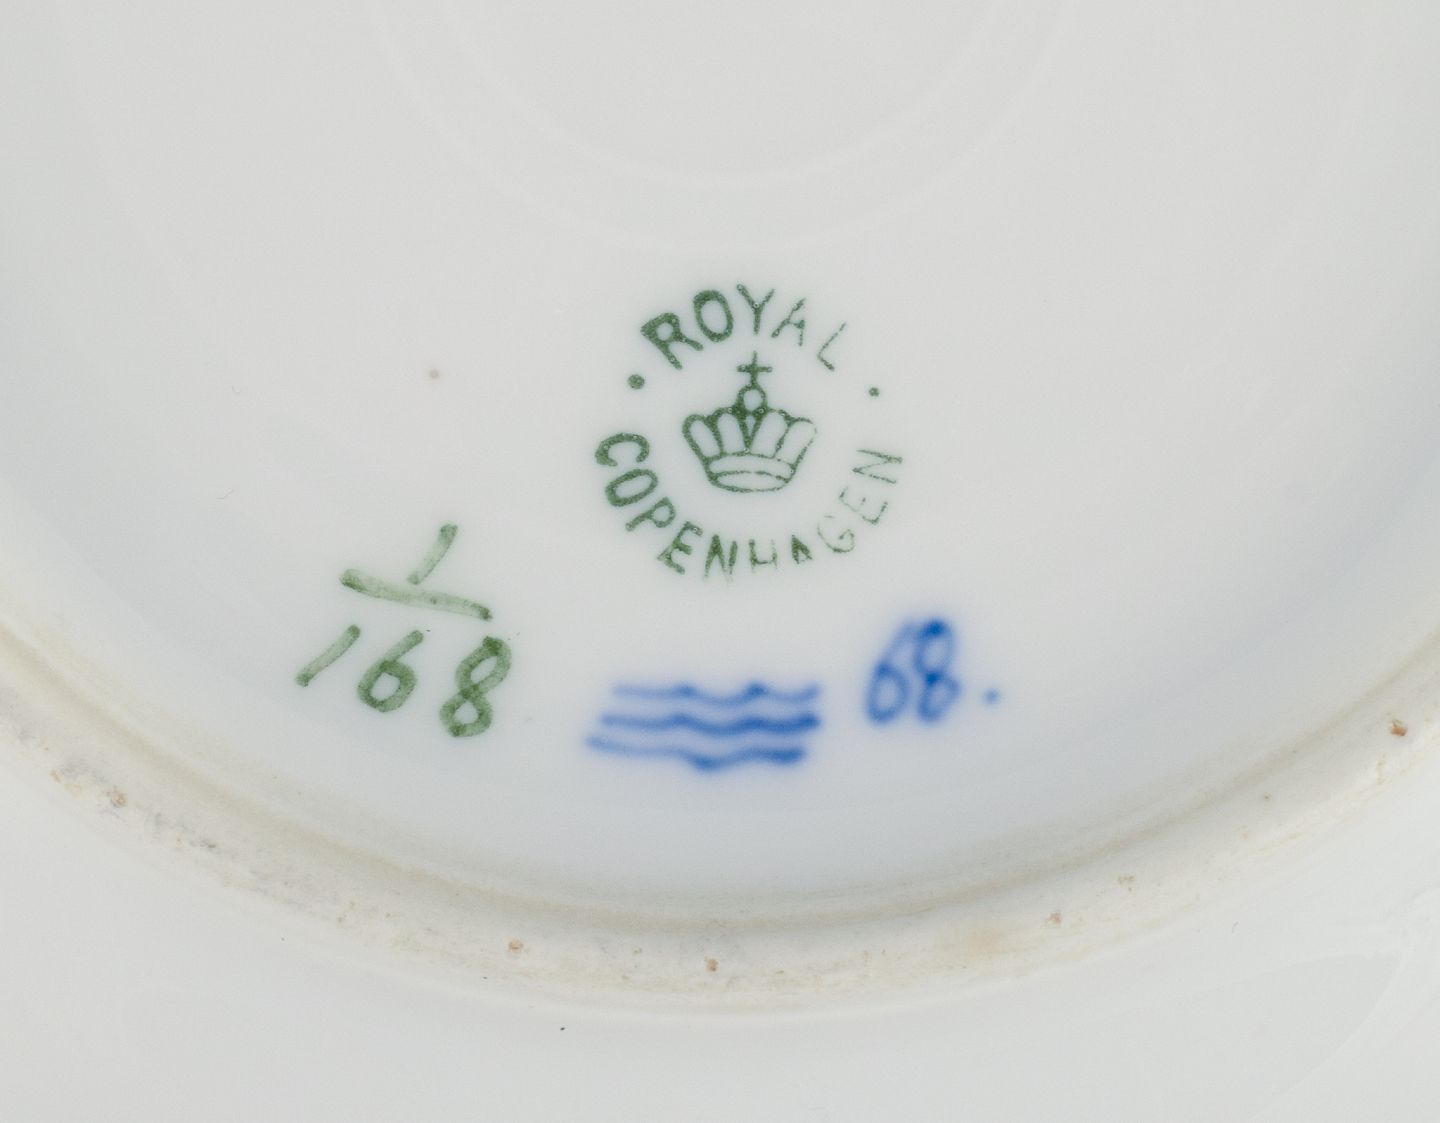 · ROYAL ·
COPENHAGEN
1
168
68.